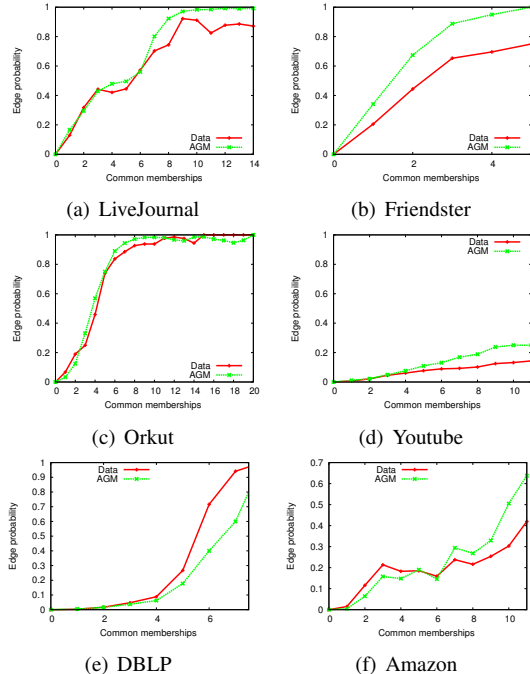 1
0.8
0.6
0.4
0.2
0
Edge probability
Data
AGM
0 2 4 6 8 10 12 14
Common memberships
(a) LiveJournal
1
0.8
0.6
0.4
0.2
0
Edge probability
Data
AGM
0 2 4
Common memberships
(b) Friendster
1
0.8
0.6
0.4
0.2
0
Edge probability
Data
AGM
0 2 4 6 8 10 12 14 16 18 20
Common memberships
(c) Orkut
1
0.8
0.6
0.4
0.2
0
Edge probability
Data
AGM
0 2 4 6 8 10
Common memberships
(d) Youtube
1
0.9
0.8
0.7
0.6
0.5
0.4
0.3
0.2
0.1
0
Edge probability
Data
AGM
0 2 4 6
Common memberships
(e) DBLP
0.7
0.6
0.5
0.4
0.3
0.2
0.1
0
Edge probability
Data
AGM
0 2 4 6 8 10
Common memberships
(f) Amazon